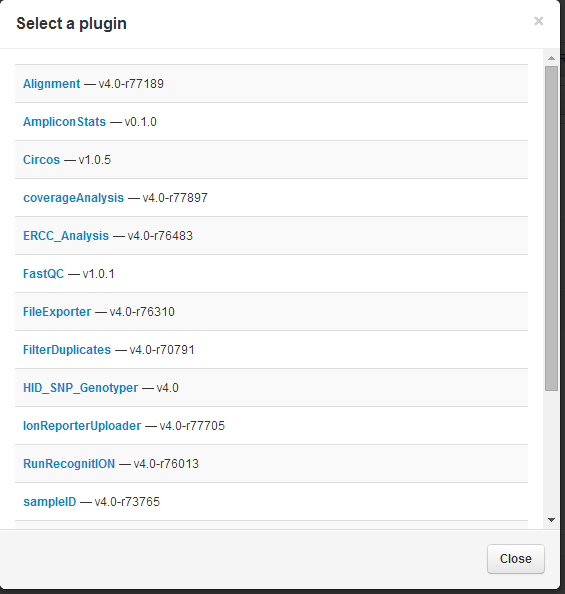 Select a plugin
×
Alignment — v4.0-r77189
AmpliconStats — v0.1.0
Circos — v1.0.5
coverageAnalysis — v4.0-r77897
ERCC_Analysis — v4.0-r76483
FastQC — v1.0.1
FileExporter — v4.0-r76310
FilterDuplicates — v4.0-r70791
HID_SNP_Genotyper — v4.0
IonReporterUploader — v4.0-r77705
RunRecognitION — v4.0-r76013
sampleID — v4.0-r73765
Close